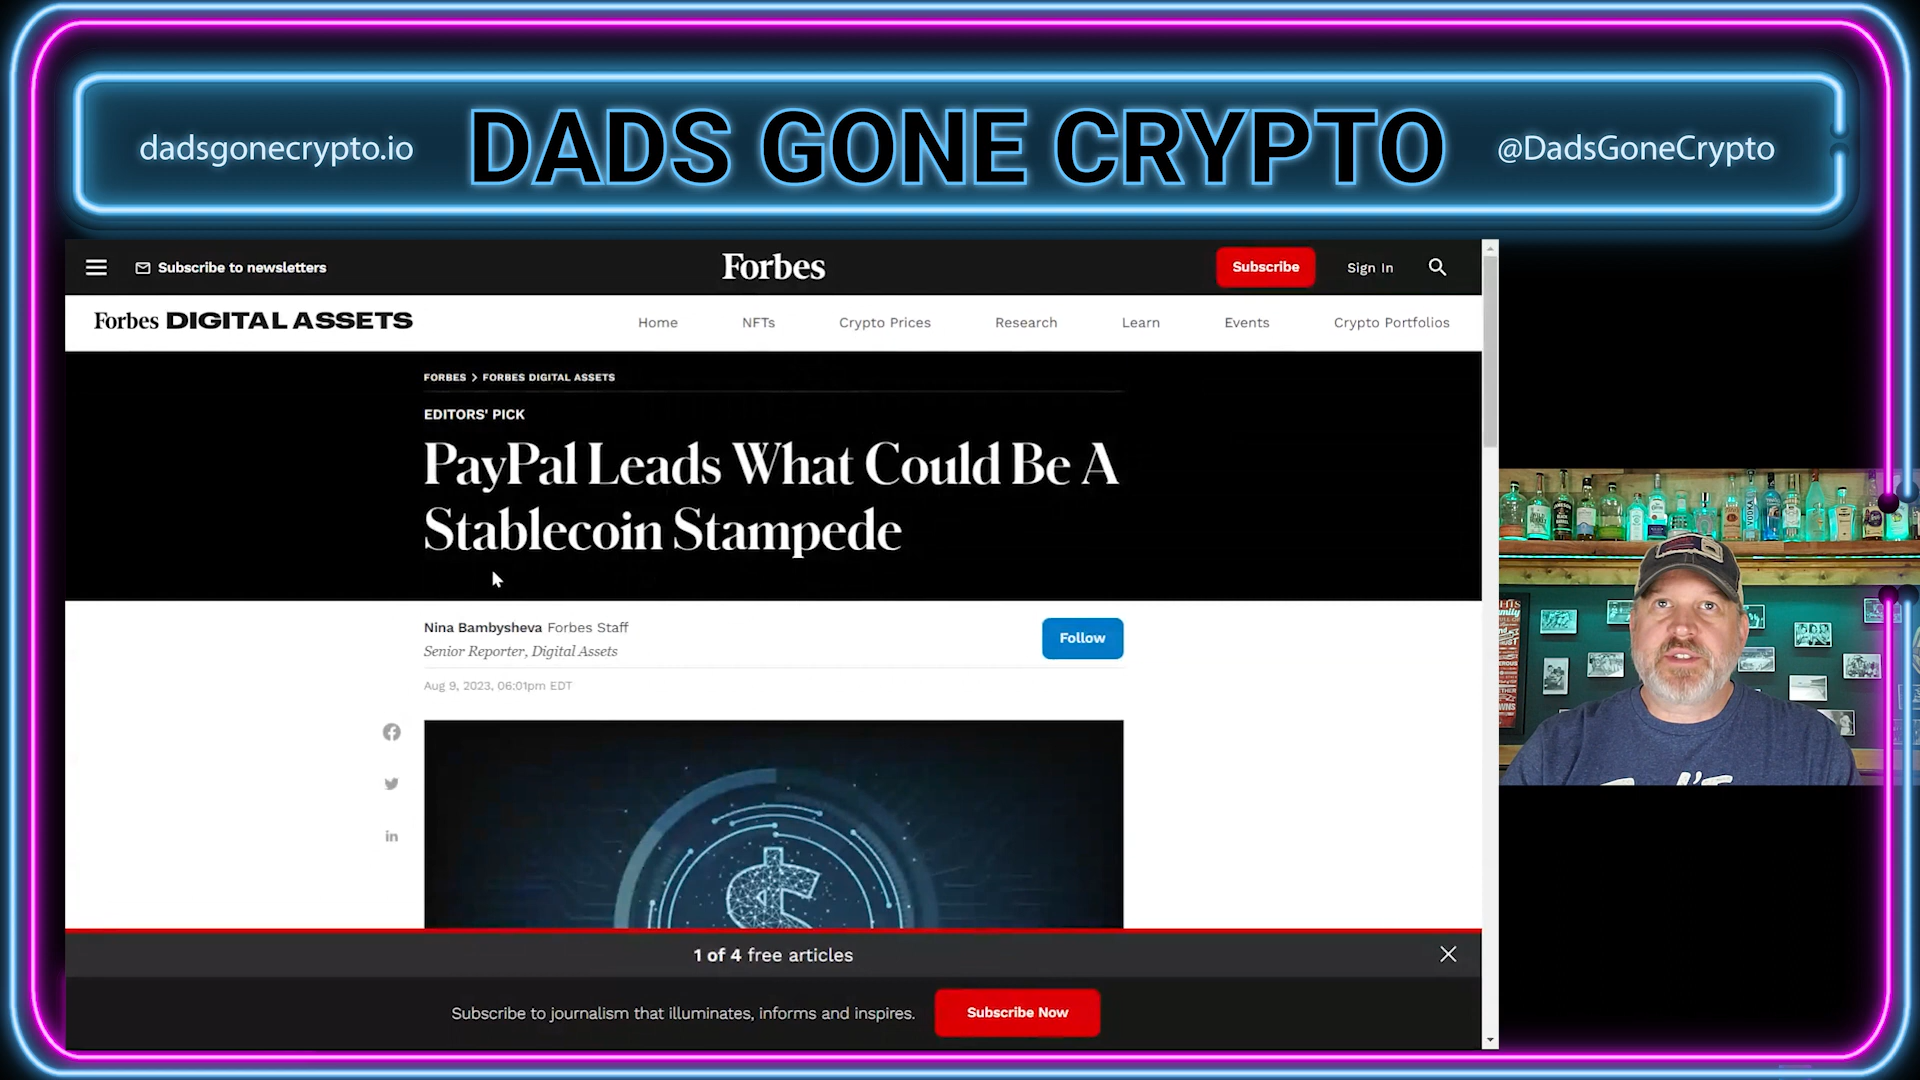 dadsgonecrypto.io
DADS GONE CRYPTO
@DadsGoneCrypto
Subscribe to newsletters
Forbes
Subscribe
Sign In
Forbes DIGITAL ASSETS
Home
NFTs
Crypto Prices
Research
Learn
Events
Crypto Portfolios
FORBES > FORBES DIGITAL ASSETS
EDITORS' PICK
PayPal Leads What Could Be A
Stablecoin Stampede
Nina Bambysheva Forbes Staff
Senior Reporter, Digital Assets
Follow
Aug 9, 2023, 06:01pm EDT
1 of 4 free articles
Subscribe to journalism that illuminates, informs and inspires.
Subscribe Now